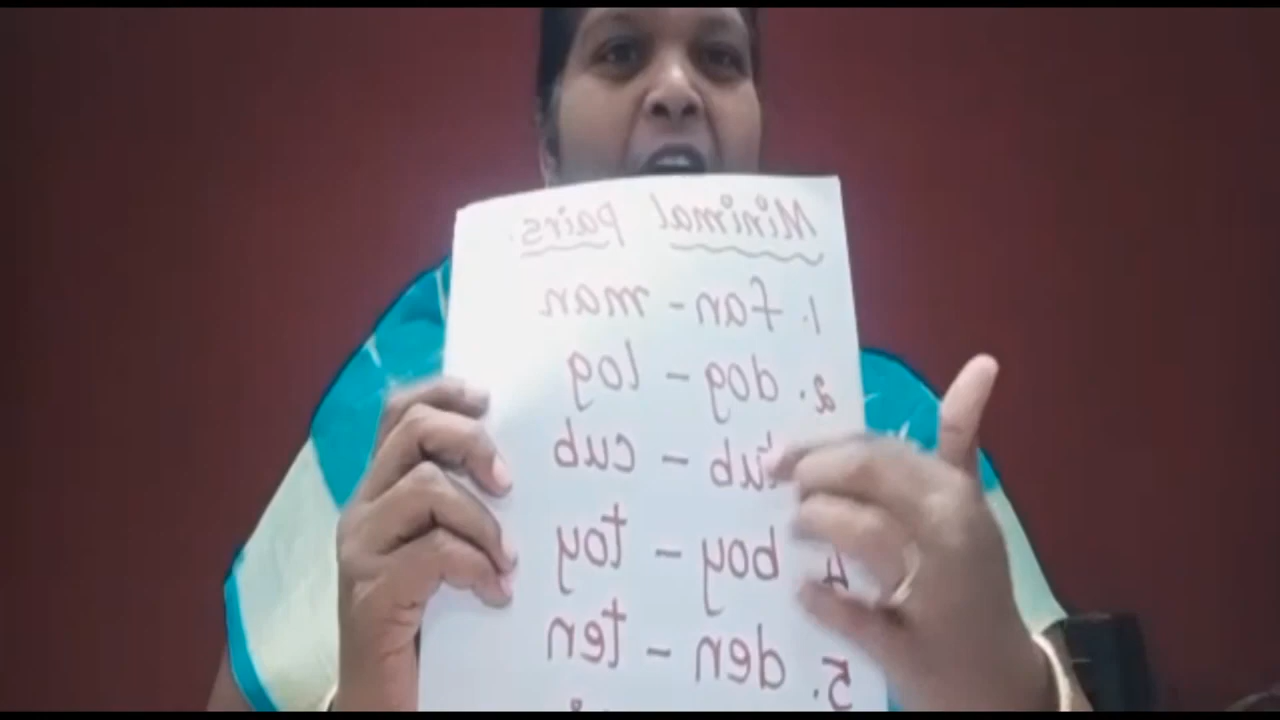 Minimal pairs.
1. fan - man
2. dog - log
- cub
4 boy - toy
5. den - ten